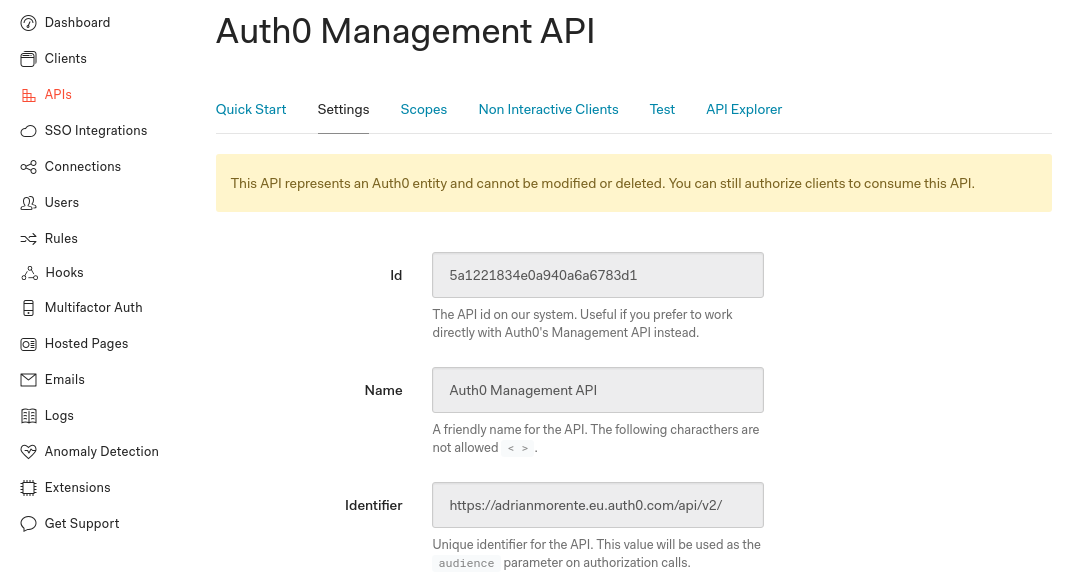 Dashboard
Clients
APIs
SSO Integrations
Connections
Users
Rules
Hooks
Multifactor Auth
Hosted Pages
Emails
Logs
Anomaly Detection
Extensions
Get Support
Auth0 Management API
Quick Start Settings Scopes Non Interactive Clients Test API Explorer
This API represents an Auth0 entity and cannot be modified or deleted. You can still authorize clients to consume this API.
Id 5a1221834e0a940a6a6783d1
The API id on our system. Useful if you prefer to work
directly with Auth0's Management API instead.
Name Auth0 Management API
A friendly name for the API. The following characthers are
not allowed < > .
Identifier https://adrianmorente.eu.auth0.com/api/v2/
Unique identifier for the API. This value will be used as the
audience parameter on authorization calls.